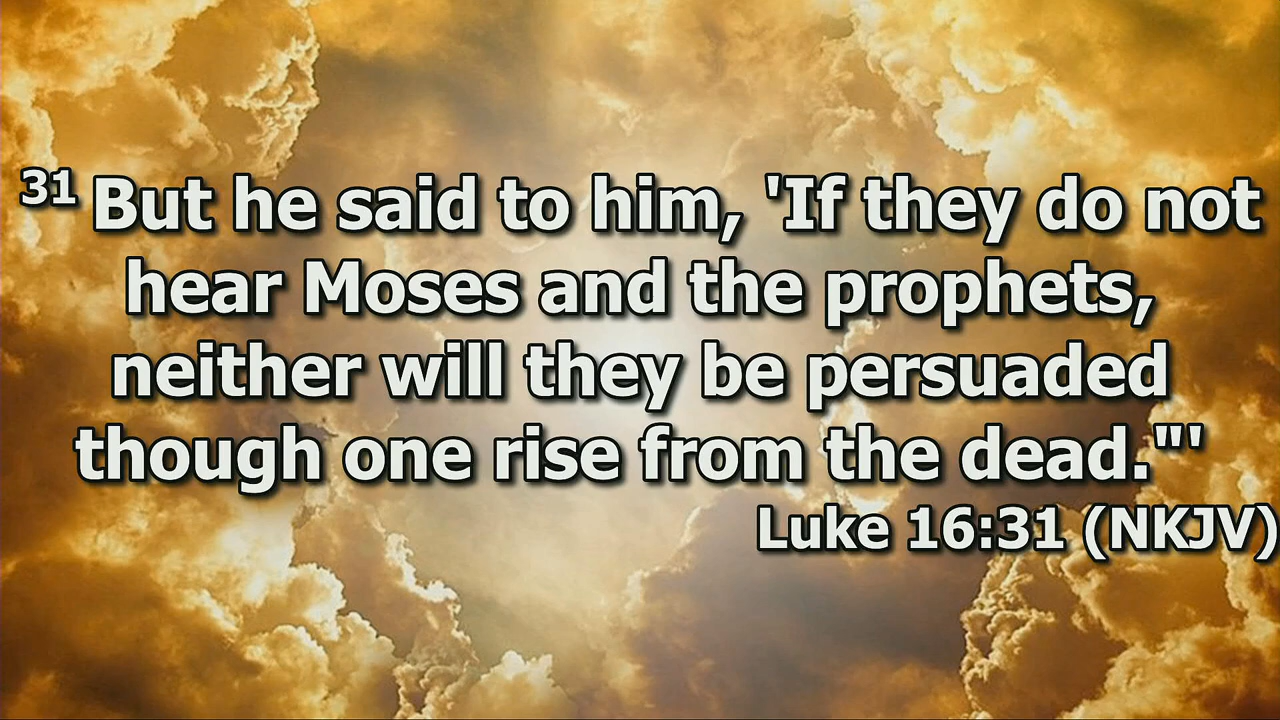 31 But he said to him, 'If they do not
hear Moses and the prophets,
neither will they be persuaded
though one rise from the dead."'
Luke 16:31 (NKJV)